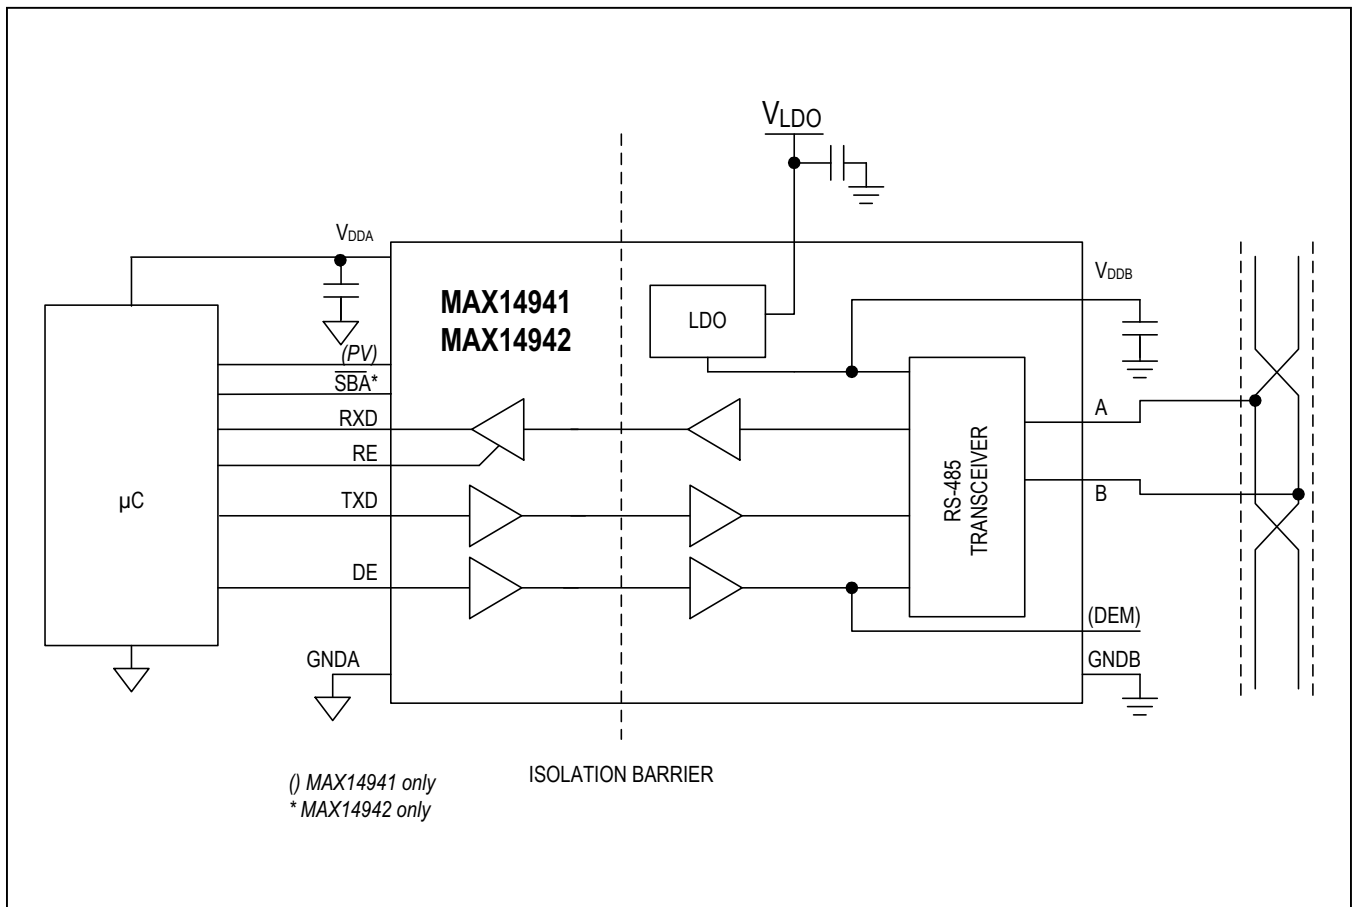 VLDO
VDDA
VDDB
MAX14941
MAX14942
LDO
(PV)
SBA*
RXD
RE
TXD
DE
µC
RS-485
TRANSCEIVER
A
B
(DEM)
GNDA
GNDB
() MAX14941 only
* MAX14942 only
ISOLATION BARRIER